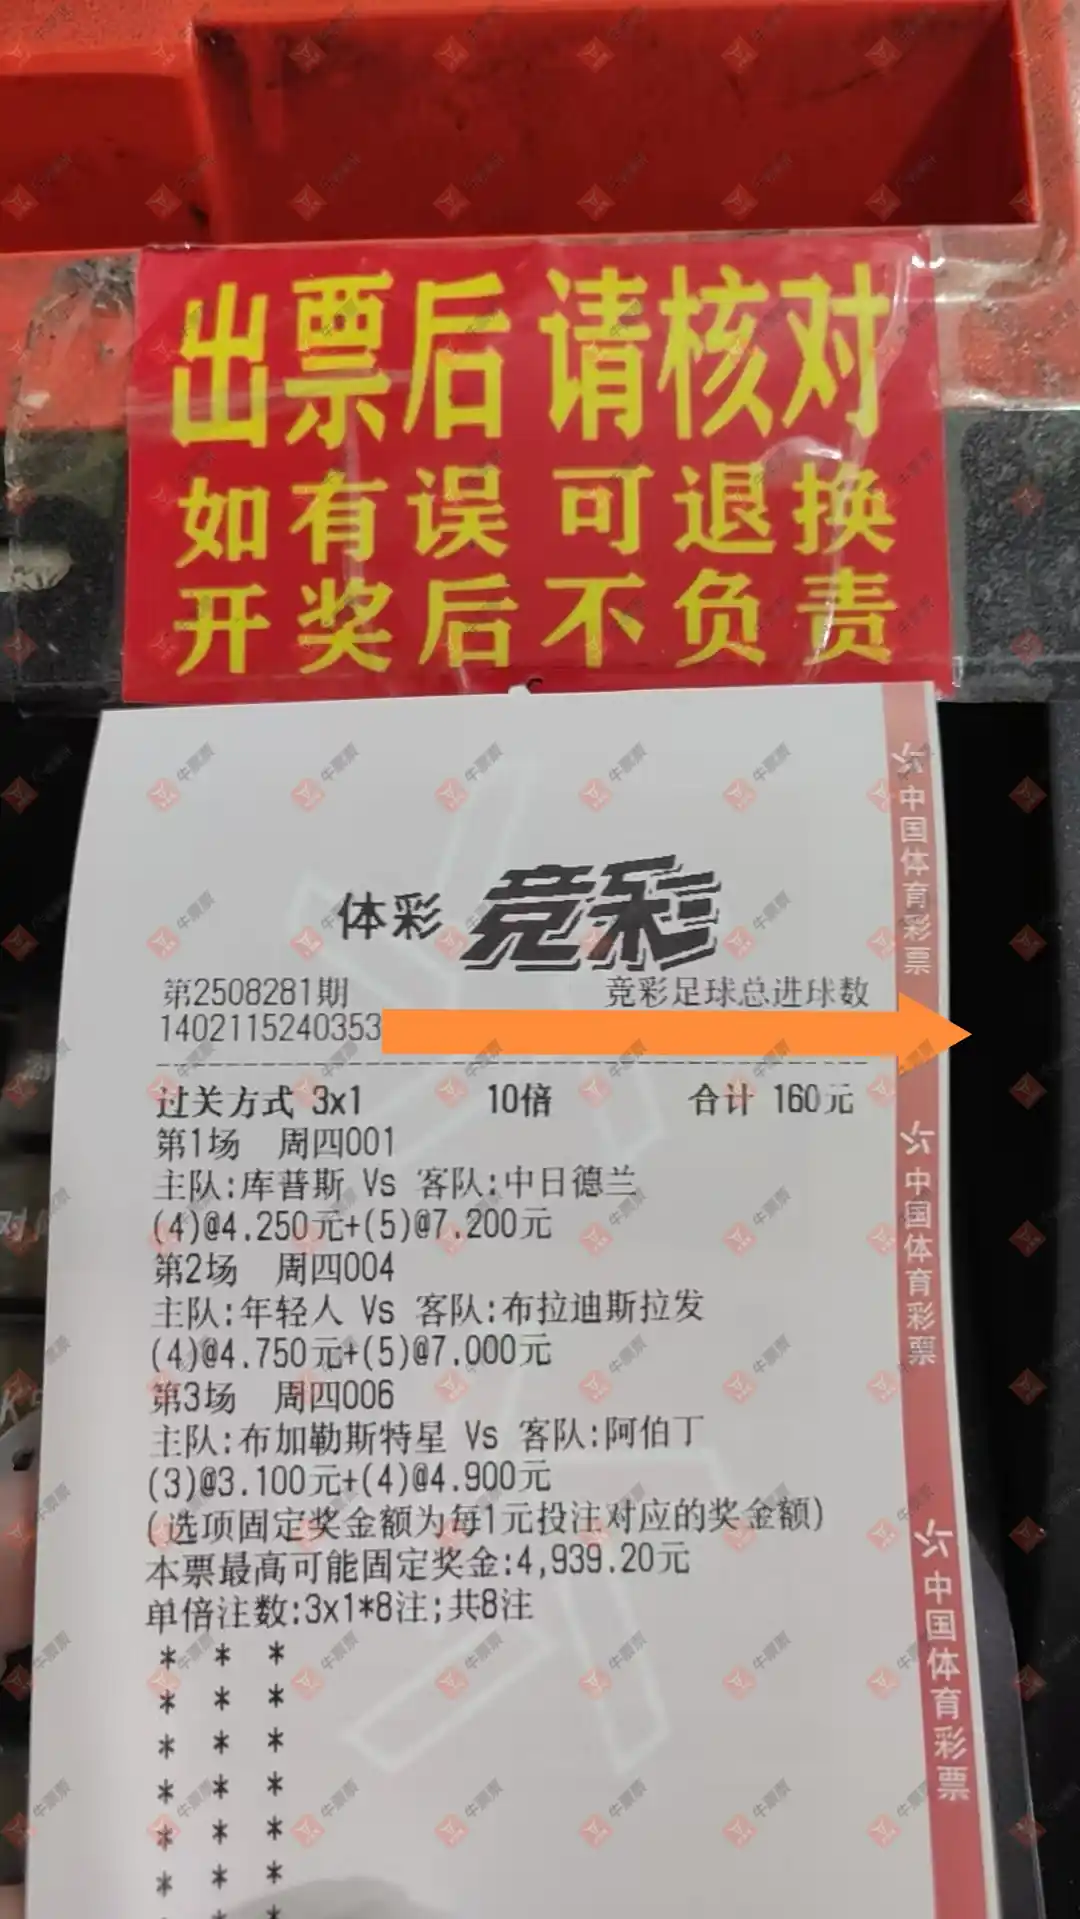 出票后请核对
如有误 可退换
开奖后不负责
体彩 竞彩
第2508281期 竞彩足球总进球数
1402115240353
过关方式 3x1 10倍 合计 160元
第1场 周四001
主队:库普斯 Vs 客队:中日德兰
(4)@4.250元+(5)@7.200元
第2场 周四004
主队:年轻人 Vs 客队:布拉迪斯拉发
(4)@4.750元+(5)@7.000元
第3场 周四006
主队:布加勒斯特星 Vs 客队:阿伯丁
(3)@3.100元+(4)@4.900元
(选项固定奖金额为每1元投注对应的奖金额)
本票最高可能固定奖金:4,939.20元
单倍注数:3x1*8注;共8注
* * *
* * *
* * *
* * *
* * *
* * *
中国体育彩票
中国体育彩票
中国体育彩票
牛票票